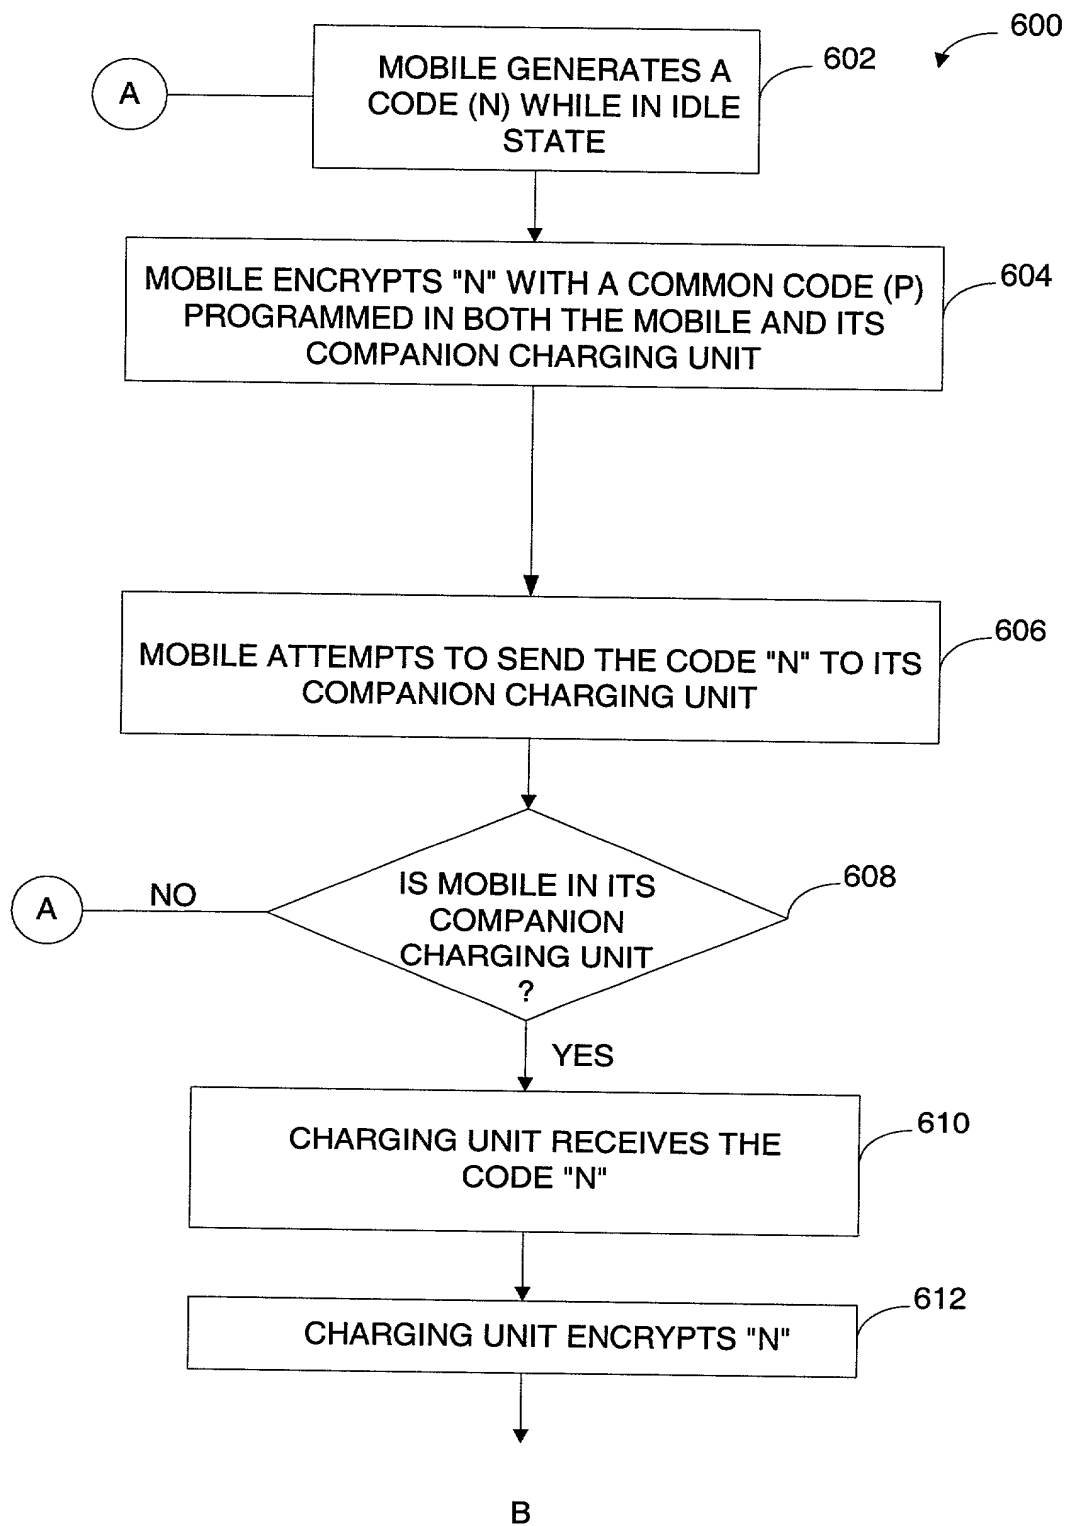 600
602
MOBILE GENERATES A
CODE (N) WHILE IN IDLE
STATE
A
604
MOBILE ENCRYPTS "N" WITH A COMMON CODE (P)
PROGRAMMED IN BOTH THE MOBILE AND ITS
COMPANION CHARGING UNIT
606
MOBILE ATTEMPTS TO SEND THE CODE "N" TO ITS
COMPANION CHARGING UNIT
608
IS MOBILE IN ITS
COMPANION
CHARGING UNIT
?
NO
A
YES
610
CHARGING UNIT RECEIVES THE
CODE "N"
612
CHARGING UNIT ENCRYPTS "N"
B